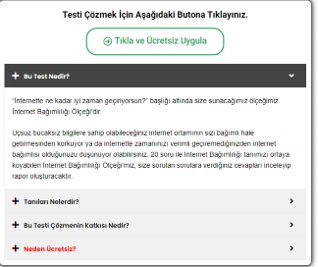 Testi Çözmek İçin Aşağıdaki Butona Tıklayınız.
Tıkla ve Ücretsiz Uygula
Bu Test Nedir?
“İnternette ne kadar iyi zaman geçiriyorsun?” başlığı altında size sunacağımız ölçeğimiz
İnternet Bağımlılığı Ölçeği’dir.
Uçsuz bucaksız bilgilere sahip olabileceğiniz internet ortamının sizi bağımlı hale
getirmesinden korkuyor ya da internette zamanınızı verimli geçiremediğinizden internet
bağımlısı olduğunuzu düşünüyor olabilirsiniz. 20 soru ile İnternet Bağımlılığı tanımızı ortaya
koyabilen İnternet Bağımlılığı Ölçeği’miz, size sorulan sorulara verdiğiniz cevapları inceleyip
rapor oluşturacaktır.
Tanıları Nelerdir?
Bu Testi Çözmenin Katkısı Nedir?
Neden Ücretsiz?